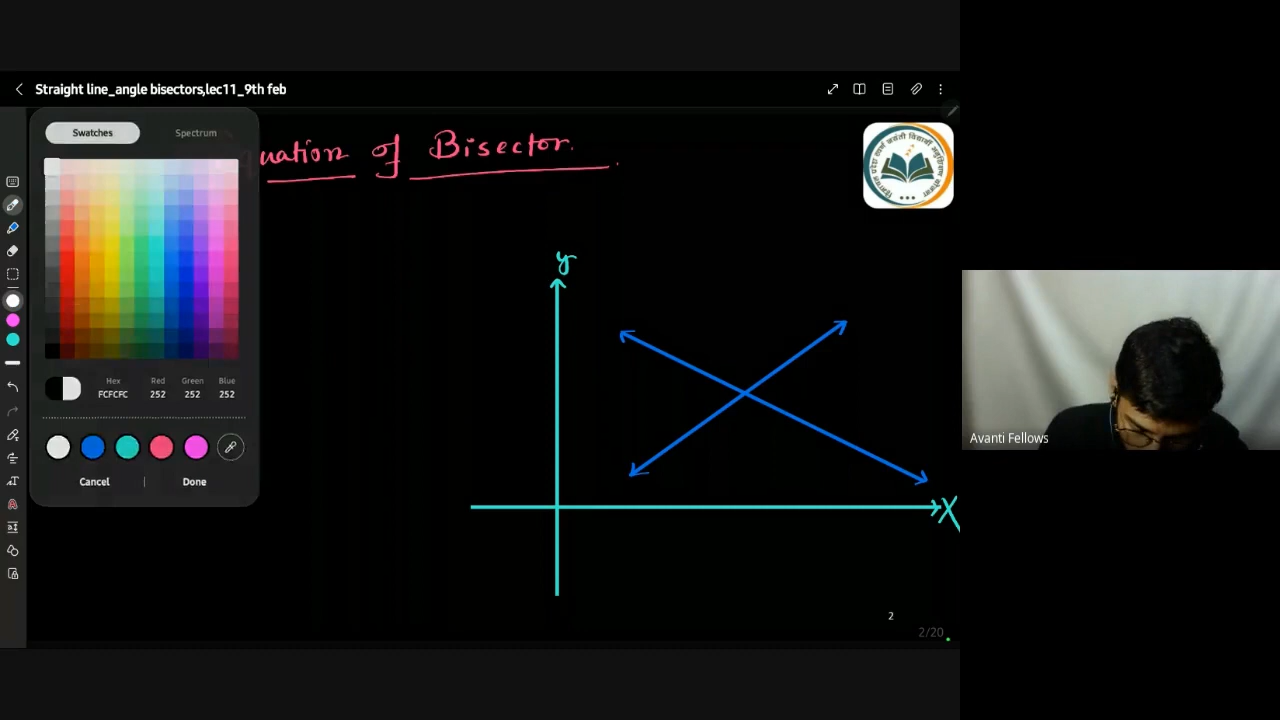 Straight line_angle bisectors,lec11_9th feb
Swatches Spectrum
uation of Bisector.
y
X
Hex Red Green Blue
FCFCFC 252 252 252
Cancel Done
Avanti Fellows
2
2/20